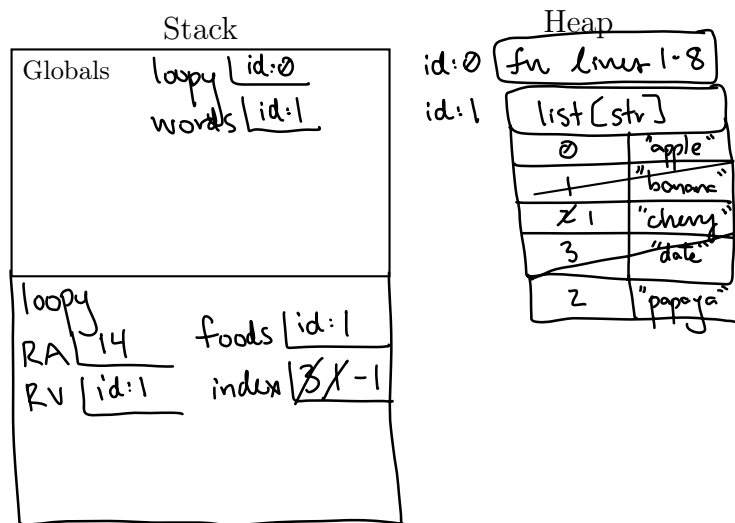 Stack
Globals
loopy id:0
words id:1
loopy
RA 14
RV id:1
foods id:1
index 3 1 -1
Heap
id:0 fn lines 1-8
id:1 list[str]
0 "apple"
1 "banana"
2 1 "cherry"
3 "date"
2 "papaya"